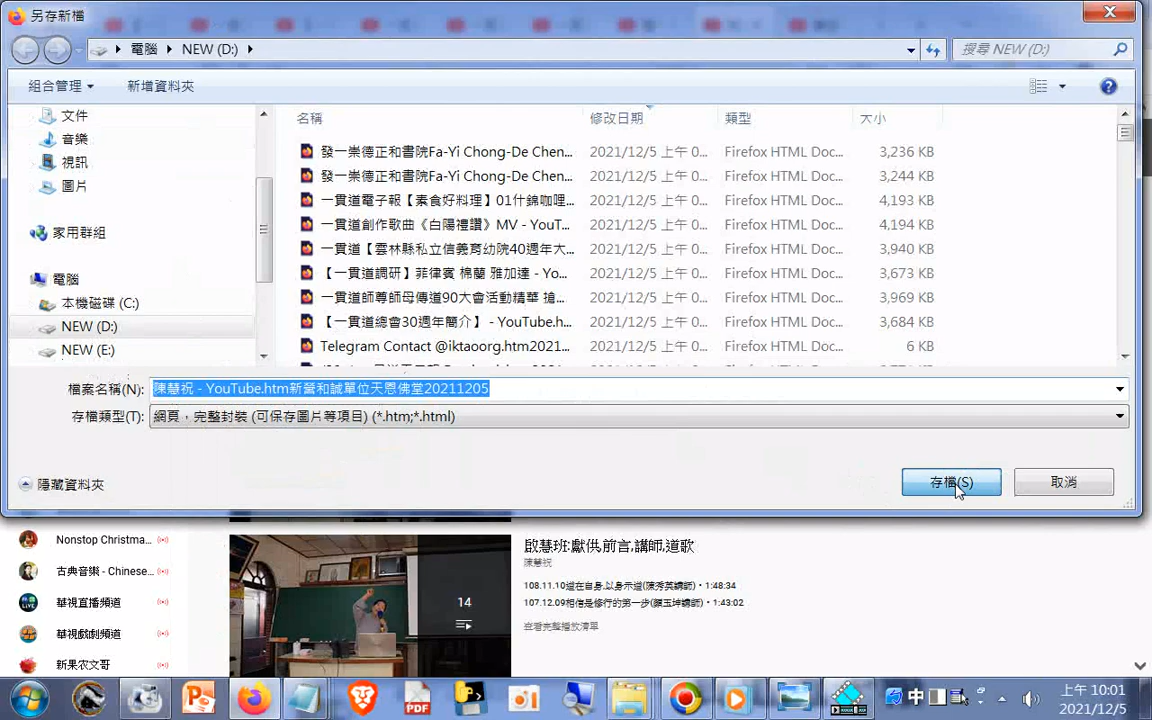 另存新檔
電腦 NEW (D:)
搜尋 NEW (D:)
組合管理
新增資料夾
文件
音樂
視訊
圖片
家用群組
電腦
本機磁碟 (C:)
NEW (D:)
NEW (E:)
名稱 修改日期 類型 大小
發一崇德正和書院Fa-Yi Chong-De Chen... 2021/12/5 上午 0... Firefox HTML Doc... 3,236 KB
發一崇德正和書院Fa-Yi Chong-De Chen... 2021/12/5 上午 0... Firefox HTML Doc... 3,244 KB
一貫道電子報【素食好料理】01什錦咖哩... 2021/12/5 上午 0... Firefox HTML Doc... 4,193 KB
一貫道創作歌曲《白陽禮讚》MV - YouT... 2021/12/5 上午 0... Firefox HTML Doc... 4,194 KB
一貫道【雲林縣私立信義育幼院40週年大... 2021/12/5 上午 0... Firefox HTML Doc... 3,940 KB
【一貫道調研】菲律賓 棉蘭 雅加達 - Yo... 2021/12/5 上午 0... Firefox HTML Doc... 3,673 KB
一貫道師尊師母傳道90大會活動精華 搶... 2021/12/5 上午 0... Firefox HTML Doc... 3,969 KB
【一貫道總會30週年簡介】 - YouTube.h... 2021/12/5 上午 0... Firefox HTML Doc... 3,684 KB
Telegram Contact @iktaoorg.htm2021... 2021/12/5 上午 0... Firefox HTML Doc... 6 KB
檔案名稱(N): 陳慧祝 - YouTube.htm新營和誠單位天恩佛堂20211205
存檔類型(T): 網頁，完整封裝 (可保存圖片等項目) (*.htm;*.html)
隱藏資料夾
存檔(S)
取消
Nonstop Christma...
古典音樂 - Chinese...
華視直播頻道
華視戲劇頻道
新果农文哥
14
啟慧班:獻供,前言,講師,道歌
陳慧祝
108.11.10道在自身.以身示道(陳秀英講師)・1:48:34
107.12.09相信是修行的第一步(顏玉坤講師)・1:43:02
查看完整播放清單
PDF
中
上午 10:01
2021/12/5